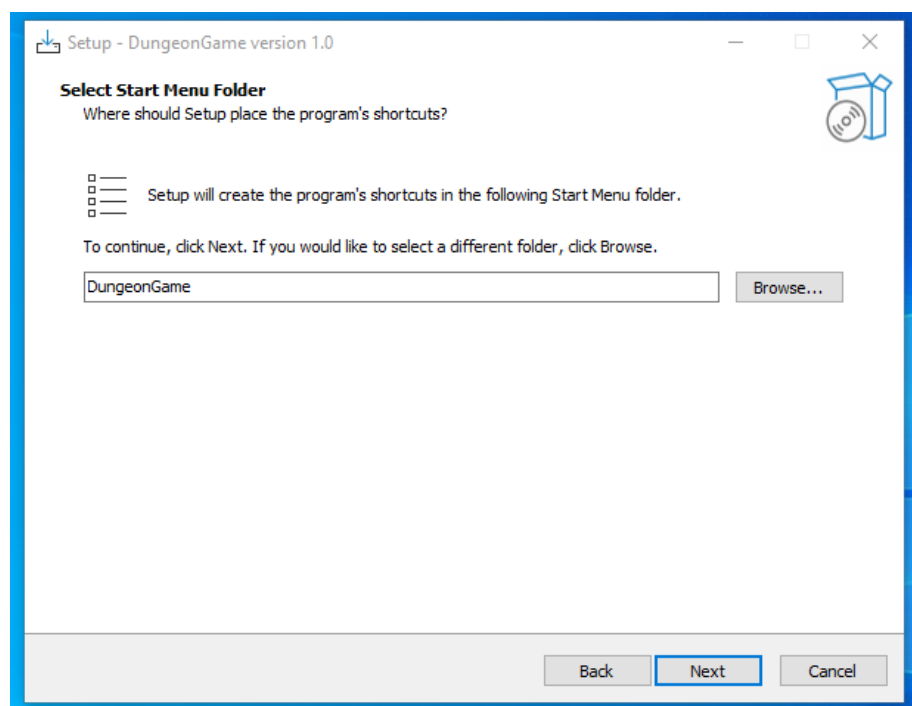 Setup - DungeonGame version 1.0
Select Start Menu Folder
Where should Setup place the program's shortcuts?
Setup will create the program's shortcuts in the following Start Menu folder.
To continue, click Next. If you would like to select a different folder, click Browse.
DungeonGame
Browse...
Back
Next
Cancel